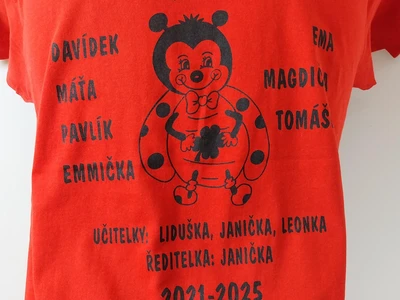 DAVÍDEK
MÁŤA
PAVLÍK
EMMIČKA
EMA
TOMÁŠ
UČITELKY: LIDUŠKA, JANIČKA, LEONKA
ŘEDITELKA: JANIČKA
2021-2025